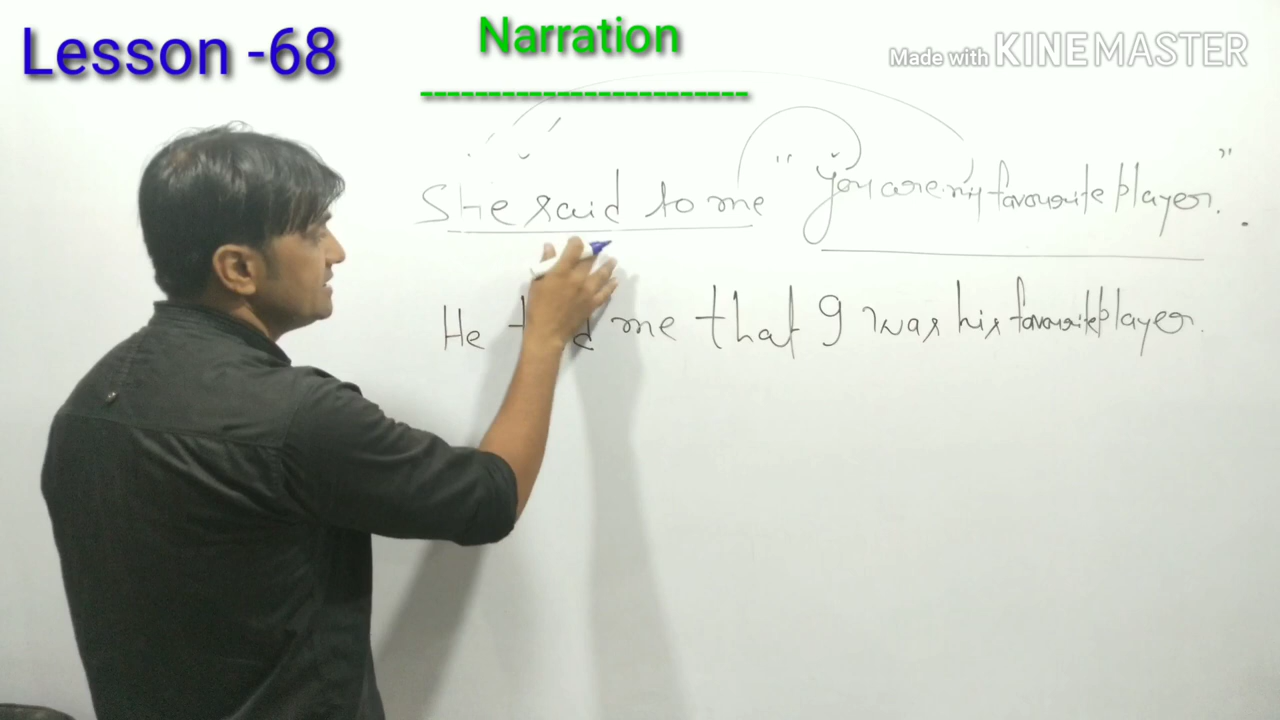 Lesson -68
Narration
Made with KINEMASTER
She said to me " you are my favourite player."
He told me that I was his favourite player.